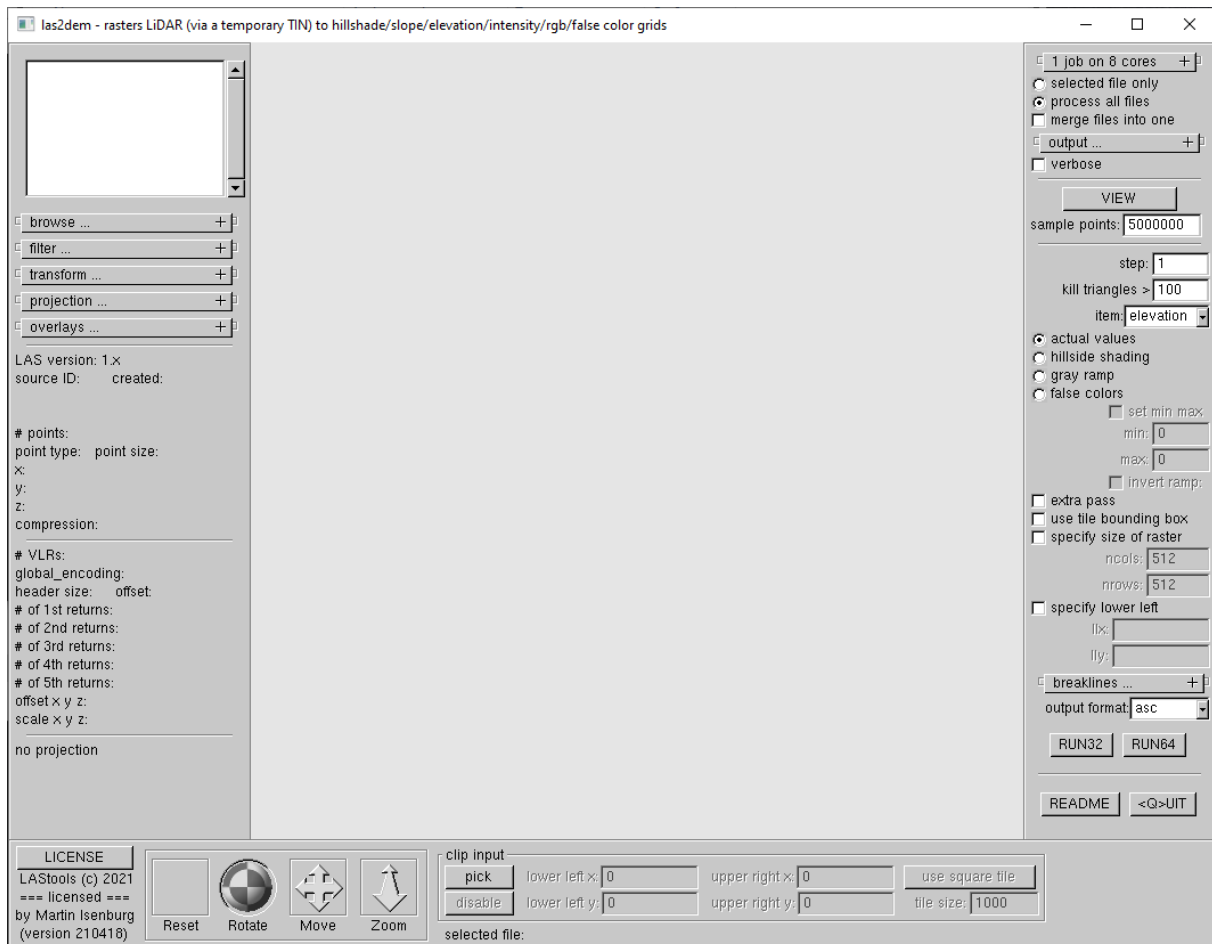 las2dem - rasters LiDAR (via a temporary TIN) to hillshade/slope/elevation/intensity/rgb/false color grids
browse ...
filter ...
transform ...
projection ...
overlays ...
LAS version: 1.x
source ID: created:
# points:
point type: point size:
x:
y:
z:
compression:
# VLRs:
global_encoding:
header size: offset:
# of 1st returns:
# of 2nd returns:
# of 3rd returns:
# of 4th returns:
# of 5th returns:
offset x y z:
scale x y z:
no projection
1 job on 8 cores
selected file only
process all files
merge files into one
output ...
verbose
VIEW
sample points: 5000000
step: 1
kill triangles > 100
item: elevation
actual values
hillside shading
gray ramp
false colors
set min max
min: 0
max: 0
invert ramp:
extra pass
use tile bounding box
specify size of raster
ncols: 512
nrows: 512
specify lower left
llx:
lly:
breaklines ...
output format: asc
RUN32 RUN64
README <Q>UIT
LICENSE
LAStools (c) 2021
=== licensed ===
by Martin Isenburg
(version 210418)
Reset Rotate Move Zoom
clip input
pick lower left x: 0 upper right x: 0 use square tile
disable lower left y: 0 upper right y: 0 tile size: 1000
selected file: